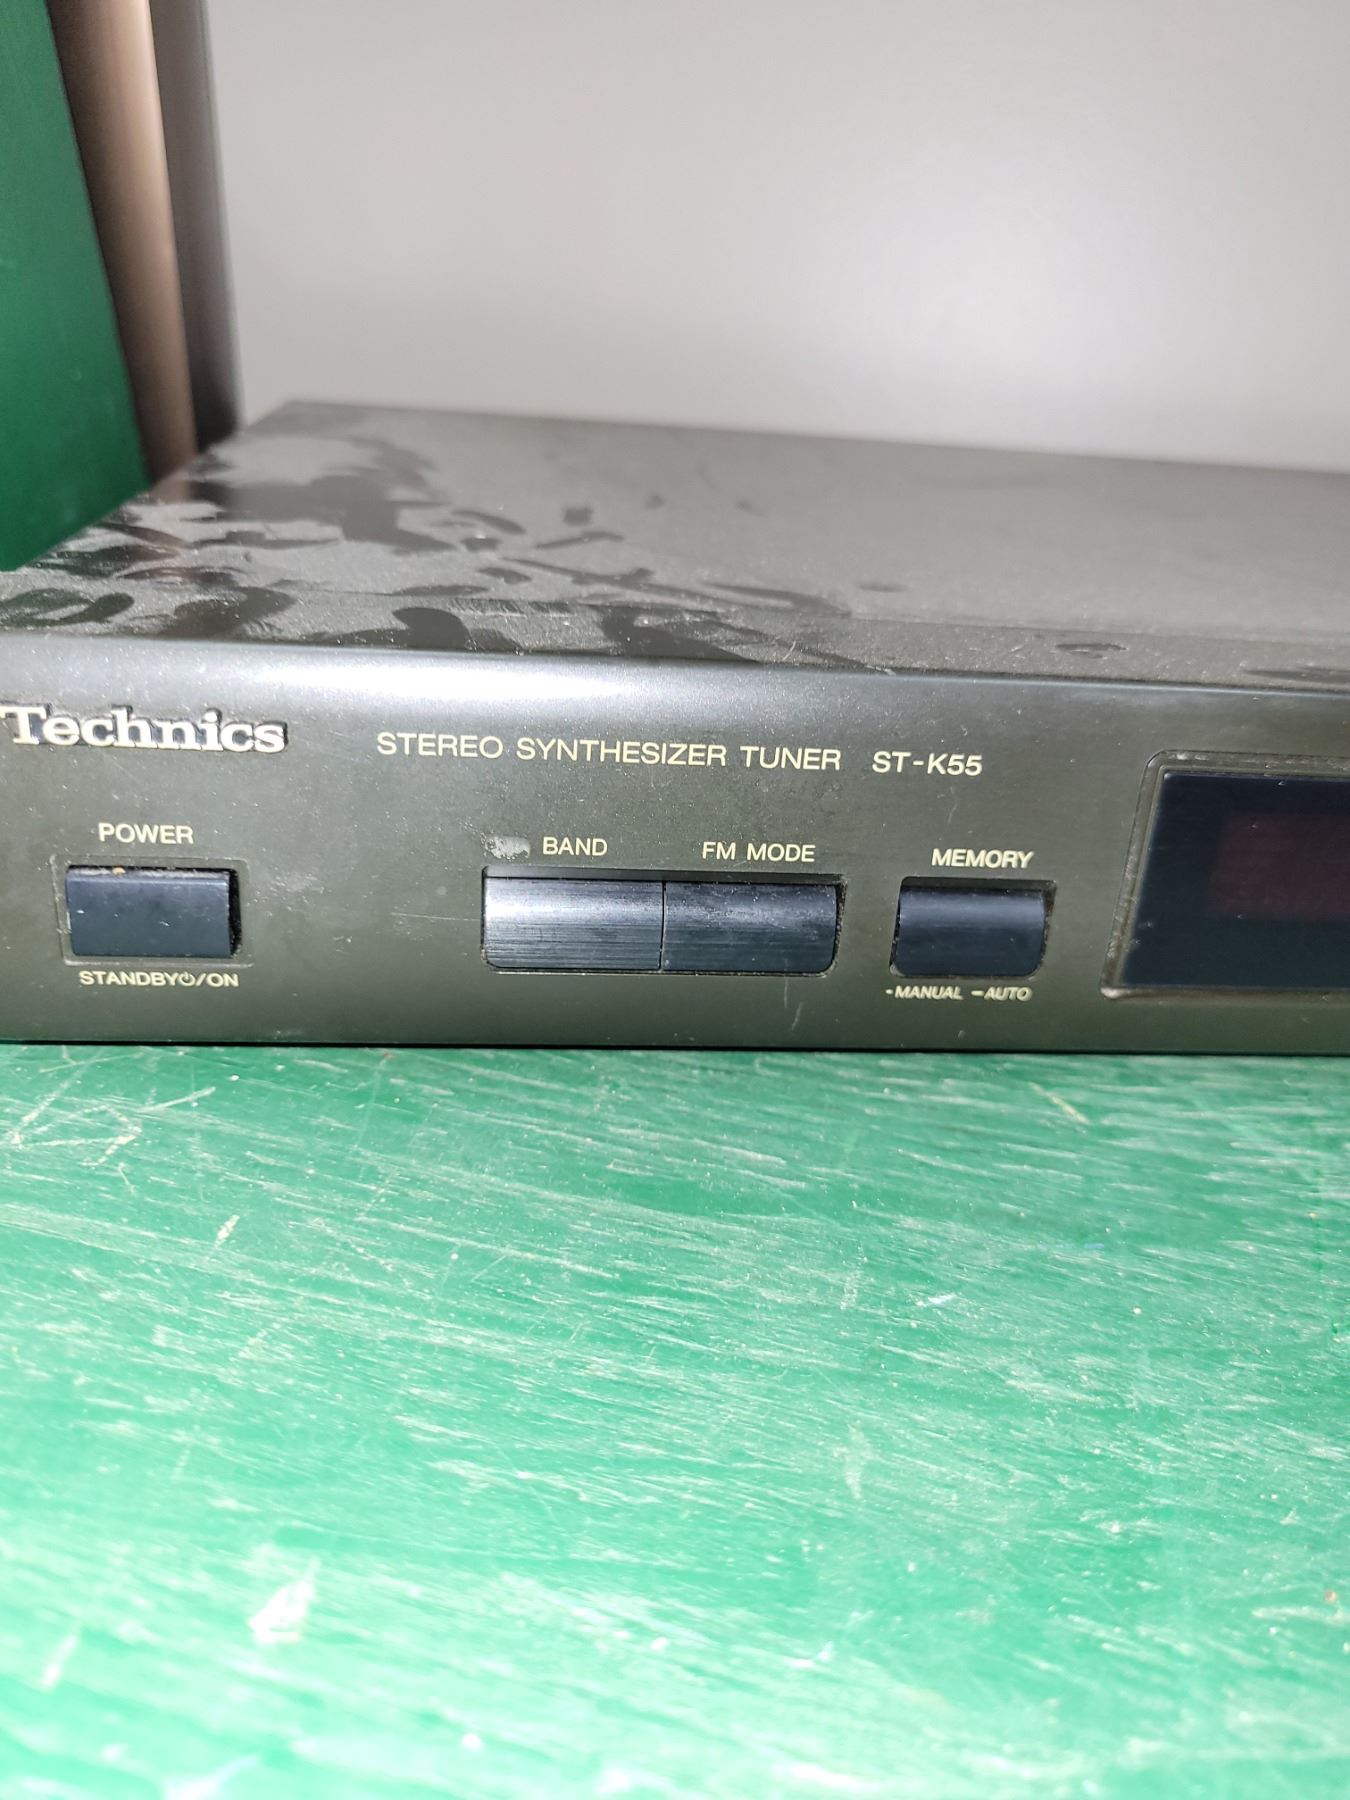 Technics
STEREO SYNTHESIZER TUNER ST-K55
POWER
BAND
FM MODE
MEMORY
STANDBY⏻/ON
-MANUAL —AUTO